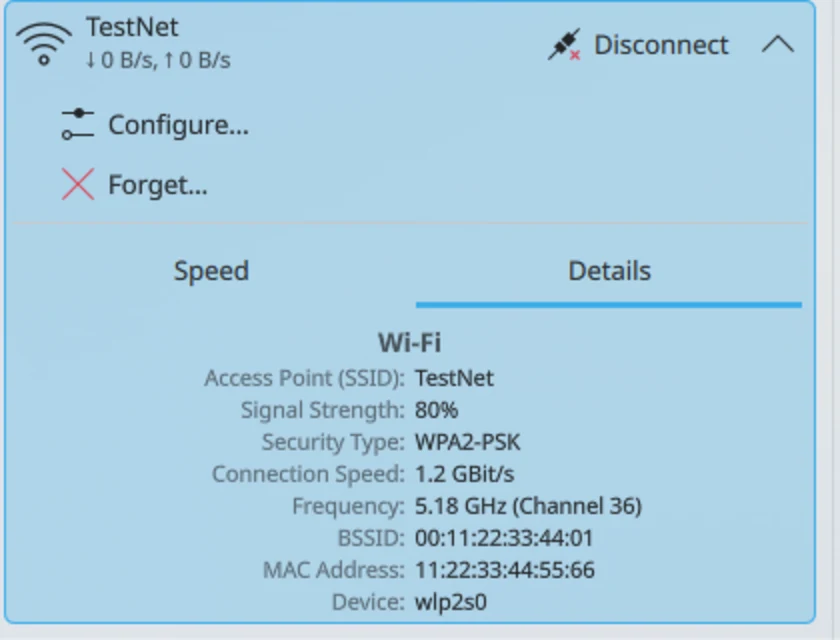 TestNet
↓0 B/s, ↑0 B/s
Disconnect
Configure...
Forget...
Speed
Details
Wi-Fi
Access Point (SSID): TestNet
Signal Strength: 80%
Security Type: WPA2-PSK
Connection Speed: 1.2 GBit/s
Frequency: 5.18 GHz (Channel 36)
BSSID: 00:11:22:33:44:01
MAC Address: 11:22:33:44:55:66
Device: wlp2s0